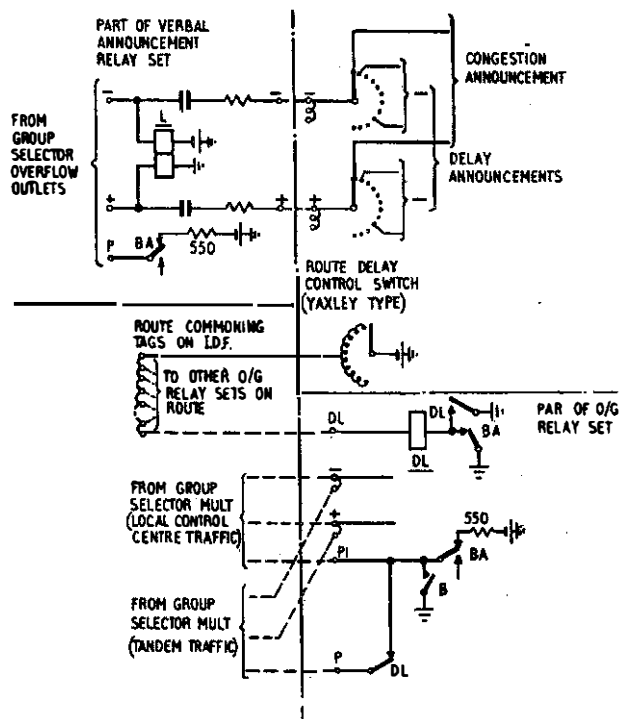 PART OF VERBAL
ANNOUNCEMENT
RELAY SET
CONGESTION
ANNOUNCEMENT
FROM
GROUP
SELECTOR
OVERFLOW
OUTLETS
L
DELAY
ANNOUNCEMENTS
P
BA
550
ROUTE DELAY
CONTROL SWITCH
(YAXLEY TYPE)
ROUTE COMMONING
TAGS ON I.D.F.
TO OTHER O/G
RELAY SETS ON
ROUTE
DL
DL
DL
BA
PAR OF O/G
RELAY SET
FROM GROUP
SELECTOR MULT
(LOCAL CONTROL
CENTRE TRAFFIC)
P1
550
BA
B
FROM GROUP
SELECTOR MULT
(TANDEM TRAFFIC)
P
DL